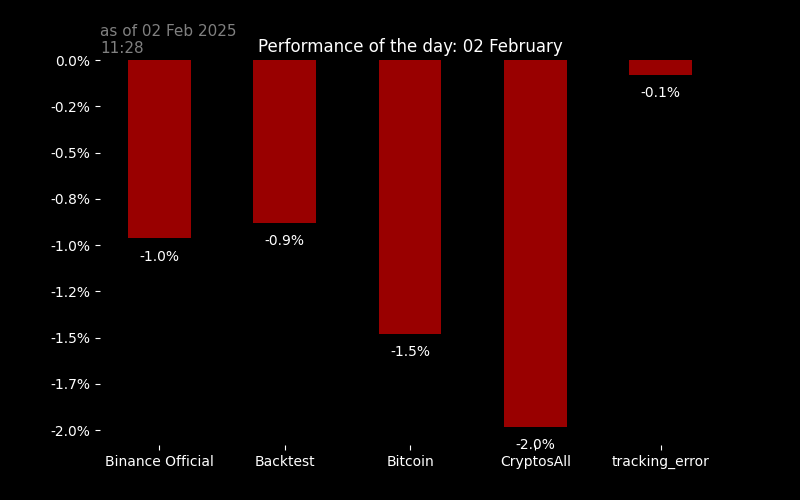 as of 02 Feb 2025
11:28
Performance of the day: 02 February
0.0%
-0.2%
-0.5%
-0.8%
-1.0%
-1.2%
-1.5%
-1.7%
-2.0%
-1.0%
-0.9%
-1.5%
-2.0%
-0.1%
Binance Official
Backtest
Bitcoin
CryptosAll
tracking_error